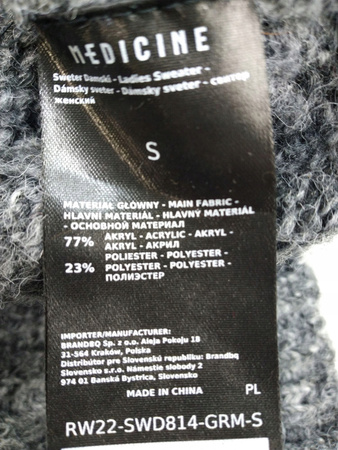 MEDICINE
Sweter Damski - Ladies Sweater -
Dámsky sveter - Dámsky sveter - свитер
женский
S
MATERIAŁ GŁÓWNY - MAIN FABRIC -
HLAVNÍ MATERIÁL - HLAVNÝ MATERIÁL
- ОСНОВНОЙ МАТЕРИАЛ
77% AKRYL - ACRYLIC - AKRYL -
AKRYL - АКРИЛ
POLIESTER - POLYESTER -
23% POLYESTER - POLYESTER -
ПОЛИЭСТЕР
IMPORTER/MANUFACTURER:
BRANDBQ Sp. z o.o. Aleja Pokoju 18
31-564 Kraków, Polska
Distribútor pre Slovenskú republiku: Brandbq
Slovensko s.r.o. Námestie slobody 2
974 01 Banská Bystrica, Slovensko
MADE IN CHINA PL
RW22-SWD814-GRM-S